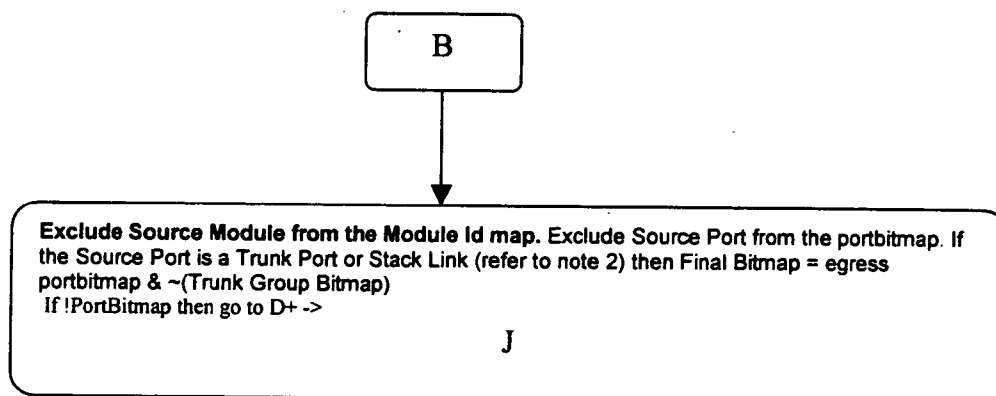 B
Exclude Source Module from the Module Id map. Exclude Source Port from the portbitmap. If
the Source Port is a Trunk Port or Stack Link (refer to note 2) then Final Bitmap = egress
portbitmap & ~(Trunk Group Bitmap)
If !PortBitmap then go to D+ ->
J